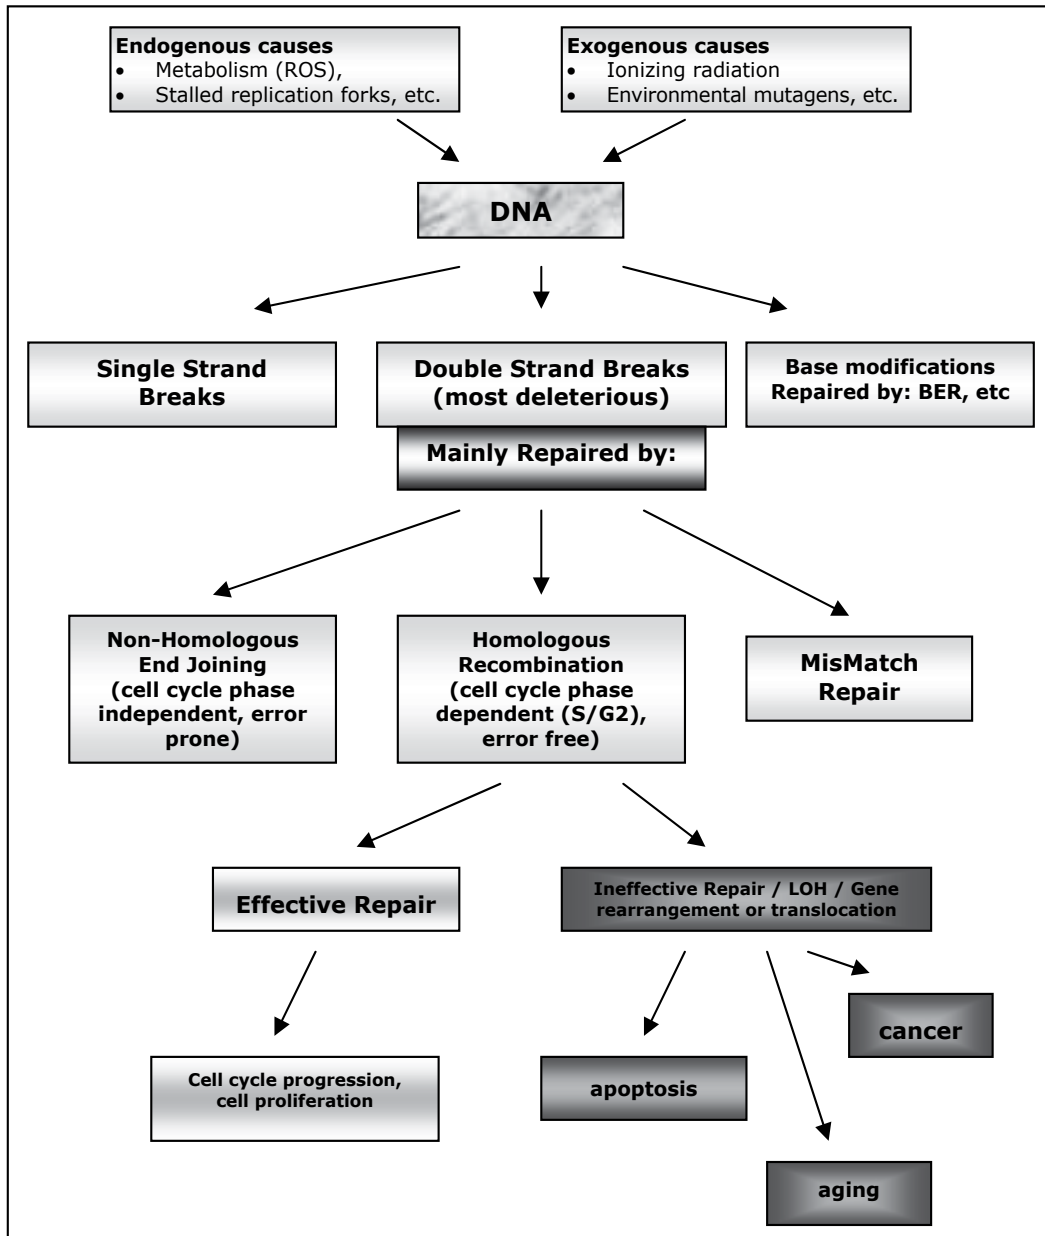 Endogenous causes
• Metabolism (ROS),
• Stalled replication forks, etc.
Exogenous causes
• Ionizing radiation
• Environmental mutagens, etc.
DNA
Single Strand
Breaks
Double Strand Breaks
(most deleterious)
Base modifications
Repaired by: BER, etc
Mainly Repaired by:
Non-Homologous
End Joining
(cell cycle phase
independent, error
prone)
Homologous
Recombination
(cell cycle phase
dependent (S/G2),
error free)
MisMatch
Repair
Effective Repair
Ineffective Repair / LOH / Gene
rearrangement or translocation
cancer
Cell cycle progression,
cell proliferation
apoptosis
aging